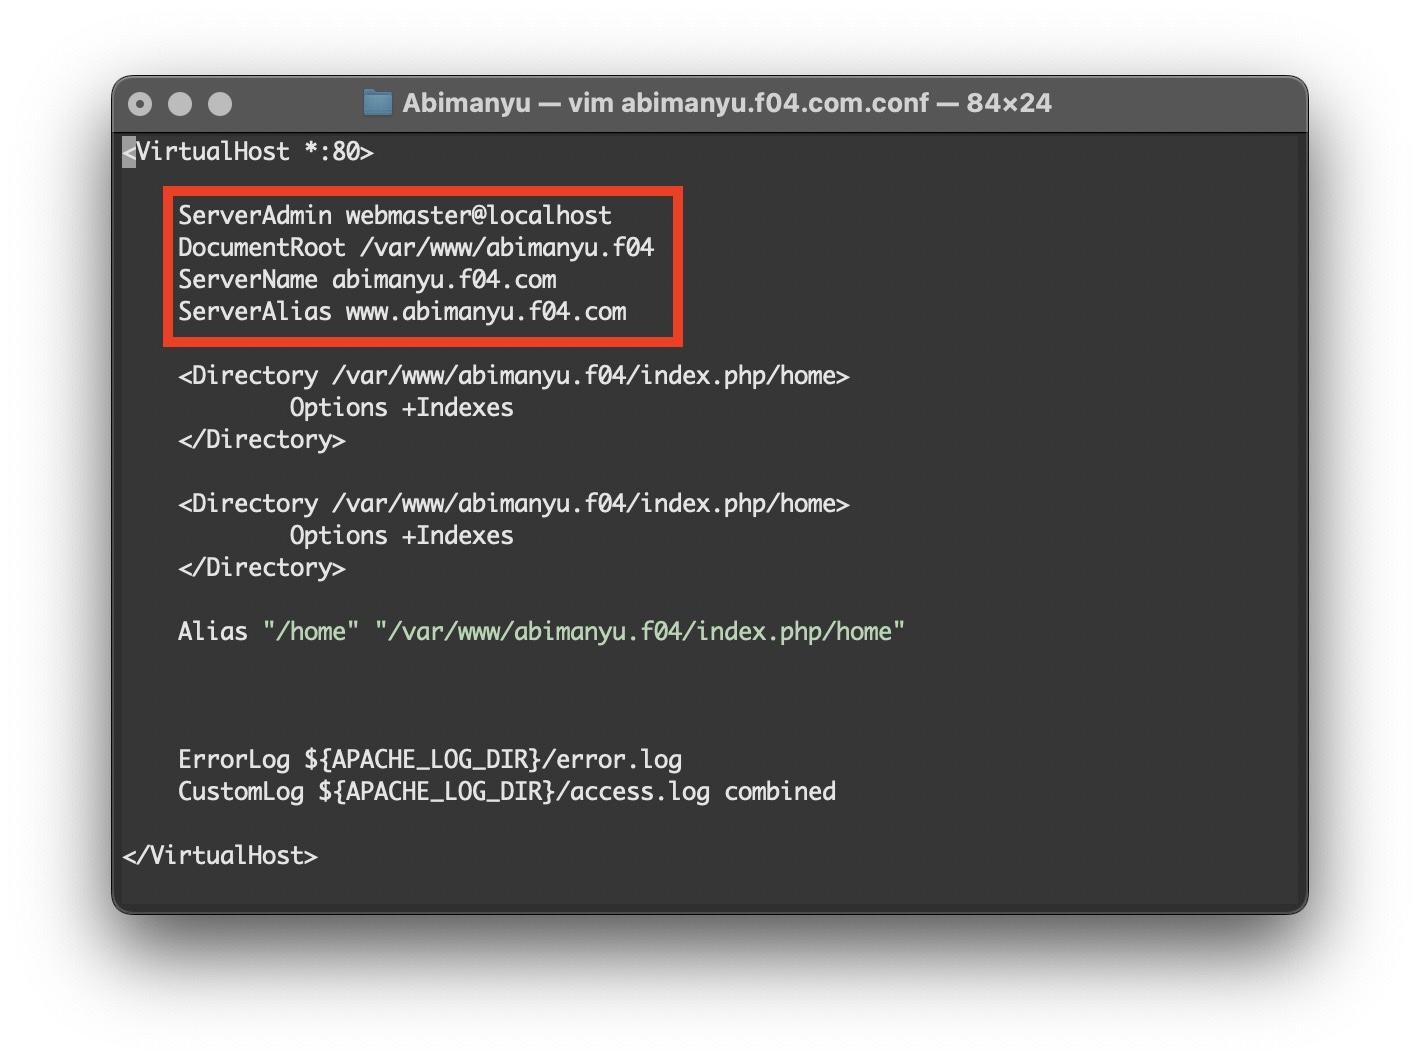 Abimanyu — vim abimanyu.f04.com.conf — 84×24
<VirtualHost *:80>
ServerAdmin webmaster@localhost
DocumentRoot /var/www/abimanyu.f04
ServerName abimanyu.f04.com
ServerAlias www.abimanyu.f04.com
<Directory /var/www/abimanyu.f04/index.php/home>
Options +Indexes
</Directory>
<Directory /var/www/abimanyu.f04/index.php/home>
Options +Indexes
</Directory>
Alias "/home" "/var/www/abimanyu.f04/index.php/home"
ErrorLog ${APACHE_LOG_DIR}/error.log
CustomLog ${APACHE_LOG_DIR}/access.log combined
</VirtualHost>